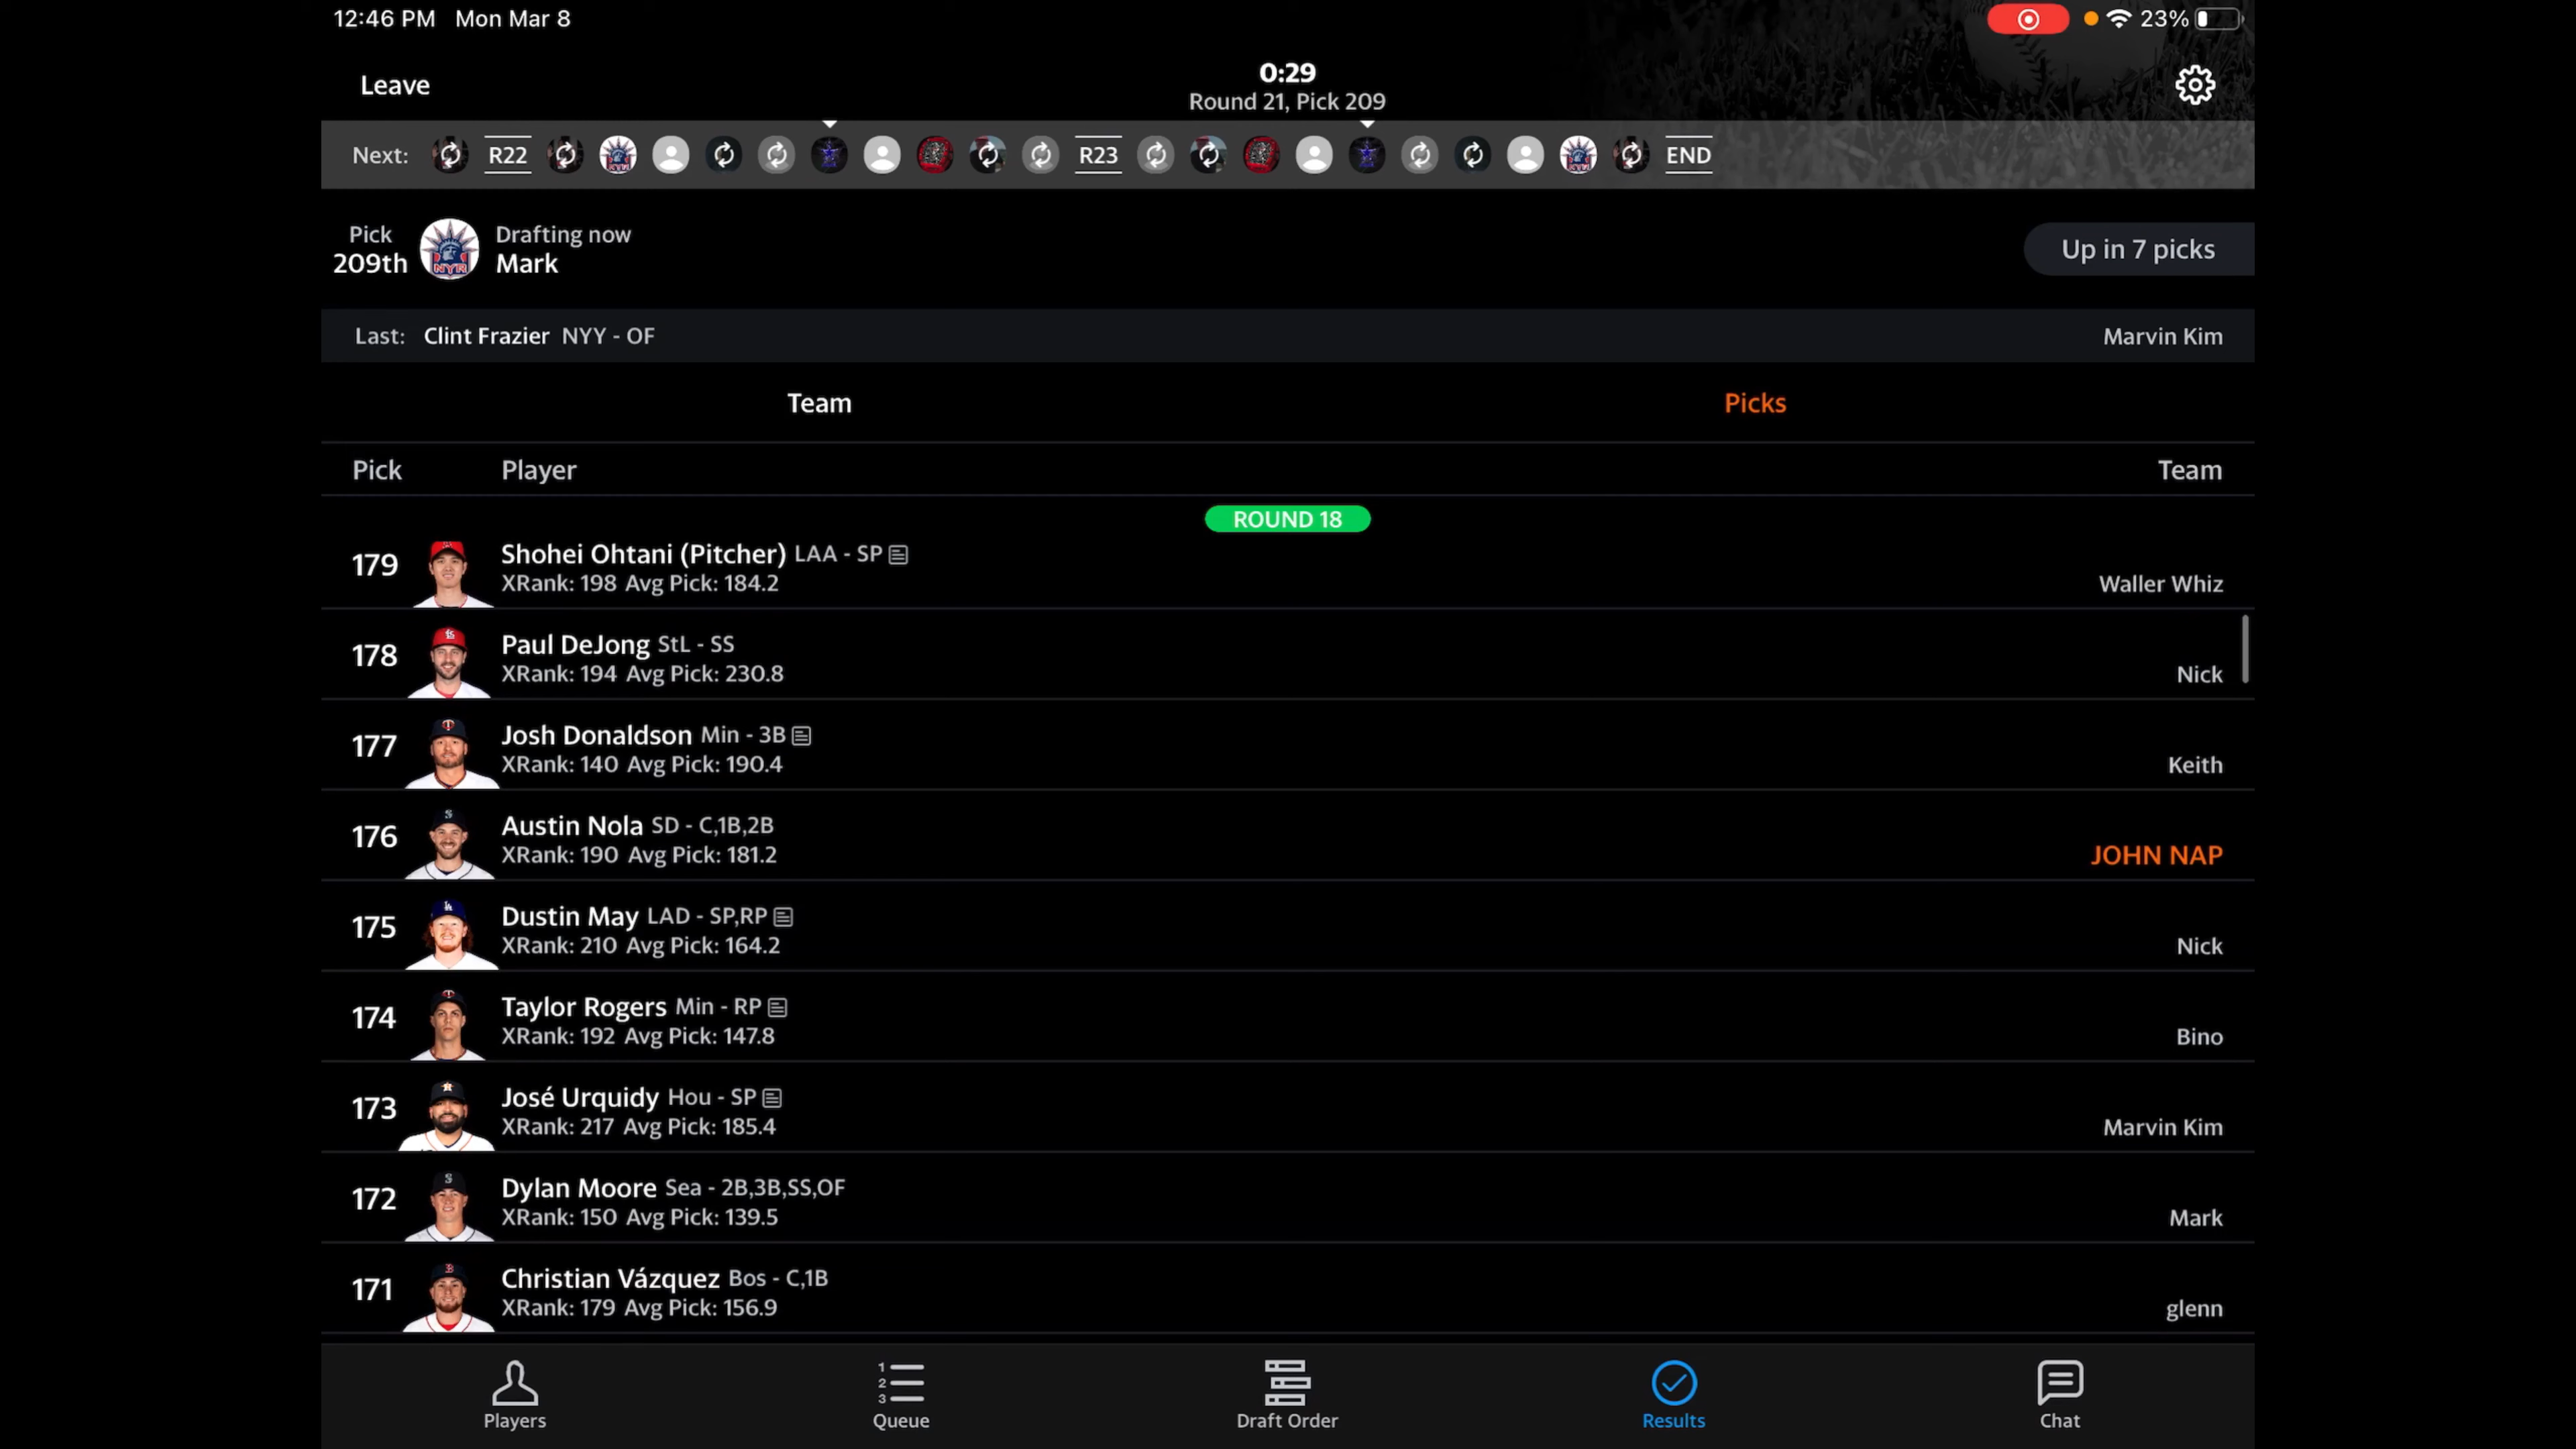 12:46 PM Mon Mar 8
23%
Leave
0:29
Round 21, Pick 209
Next: R22 R23 END
Pick
209th
NYR
Drafting now
Mark
Up in 7 picks
Last: Clint Frazier NYY - OF Marvin Kim
Team Picks
Pick Player Team
ROUND 18
179 Shohei Ohtani (Pitcher) LAA - SP
XRank: 198 Avg Pick: 184.2 Waller Whiz
178 Paul DeJong StL - SS
XRank: 194 Avg Pick: 230.8 Nick
177 Josh Donaldson Min - 3B
XRank: 140 Avg Pick: 190.4 Keith
176 Austin Nola SD - C,1B,2B
XRank: 190 Avg Pick: 181.2 JOHN NAP
175 Dustin May LAD - SP,RP
XRank: 210 Avg Pick: 164.2 Nick
174 Taylor Rogers Min - RP
XRank: 192 Avg Pick: 147.8 Bino
173 José Urquidy Hou - SP
XRank: 217 Avg Pick: 185.4 Marvin Kim
172 Dylan Moore Sea - 2B,3B,SS,OF
XRank: 150 Avg Pick: 139.5 Mark
171 Christian Vázquez Bos - C,1B
XRank: 179 Avg Pick: 156.9 glenn
1
2
3
Players Queue Draft Order Results Chat